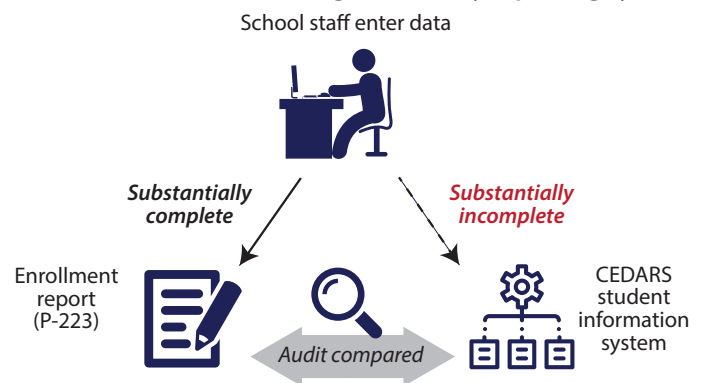 School staff enter data
Substantially
complete
Substantially
incomplete
Enrollment
report
(P-223)
Audit compared
CEDARS
student
information
system